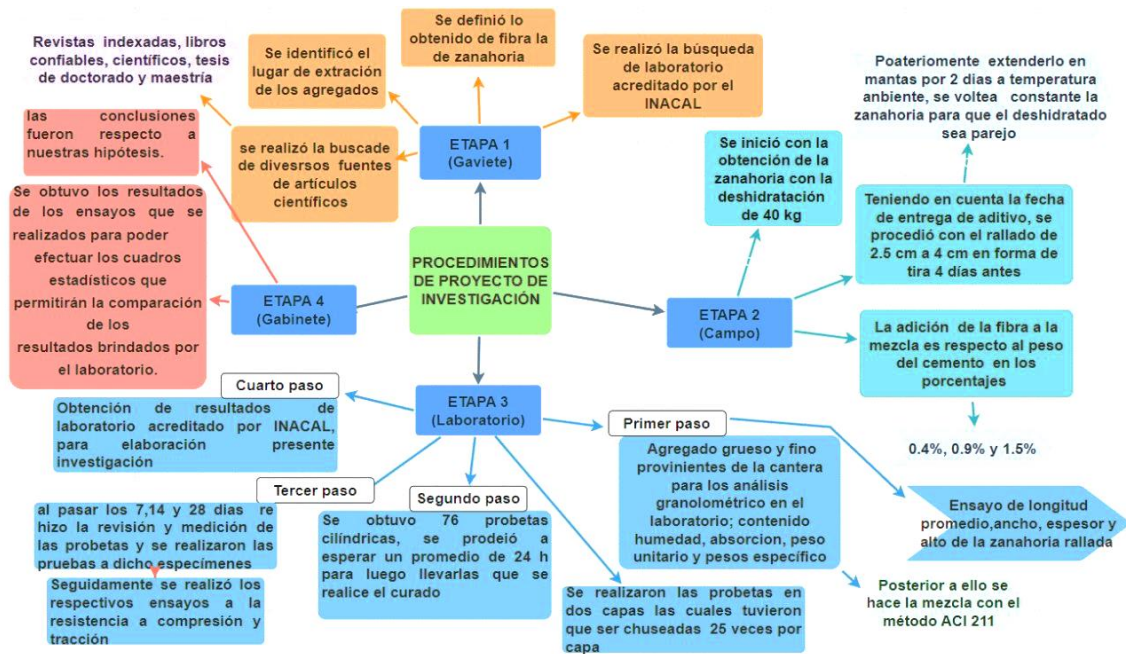 Revistas indexadas, libros
confiables, científicos, tesis
de doctorado y maestría
Se identificó el
lugar de extración
de los agregados
Se definió lo
obtenido de fibra la
de zanahoria
Se realizó la búsqueda
de laboratorio
acreditado por el
INACAL
se realizó la buscade
de divesrsos fuentes
de artículos
científicos
ETAPA 1
(Gaviete)
las conclusiones
fueron respecto a
nuestras hipótesis.
Se obtuvo los resultados
de los ensayos que se
realizados para poder
efectuar los cuadros
estadísticos que
permitirán la comparación
de los
resultados brindados por
el laboratorio.
ETAPA 4
(Gabinete)
PROCEDIMIENTOS
DE PROYECTO DE
INVESTIGACIÓN
ETAPA 2
(Campo)
Se inició con la
obtención de la
zanahoria con la
deshidratación
de 40 kg
Poateriomente extenderlo en
mantas por 2 dias a temperatura
anbiente, se voltea constante la
zanahoria para que el deshidratado
sea parejo
Teniendo en cuenta la fecha
de entrega de aditivo, se
procedió con el rallado de
2.5 cm a 4 cm en forma de
tira 4 días antes
La adición de la fibra a la
mezcla es respecto al peso
del cemento en los
porcentajes
0.4%, 0.9% y 1.5%
ETAPA 3
(Laboratorio)
Primer paso
Agregado grueso y fino
provinientes de la cantera
para los análisis
granolométrico en el
laboratorio; contenido
humedad, absorcion, peso
unitario y pesos específico
Ensayo de longitud
promedio,ancho, espesor y
alto de la zanahoria rallada
Posterior a ello se
hace la mezcla con el
método ACI 211
Se realizaron las probetas en
dos capas las cuales tuvieron
que ser chuseadas 25 veces por
capa
Segundo paso
Se obtuvo 76 probetas
cilíndricas, se prodeió a
esperar un promedio de 24 h
para luego llevarlas que se
realice el curado
Tercer paso
al pasar los 7,14 y 28 dias re
hizo la revisión y medición de
las probetas y se realizaron las
pruebas a dicho especímenes
Seguidamente se realizó los
respectivos ensayos a la
resistencia a compresión y
tracción
Cuarto paso
Obtención de resultados de
laboratorio acreditado por INACAL,
para elaboración presente
investigación